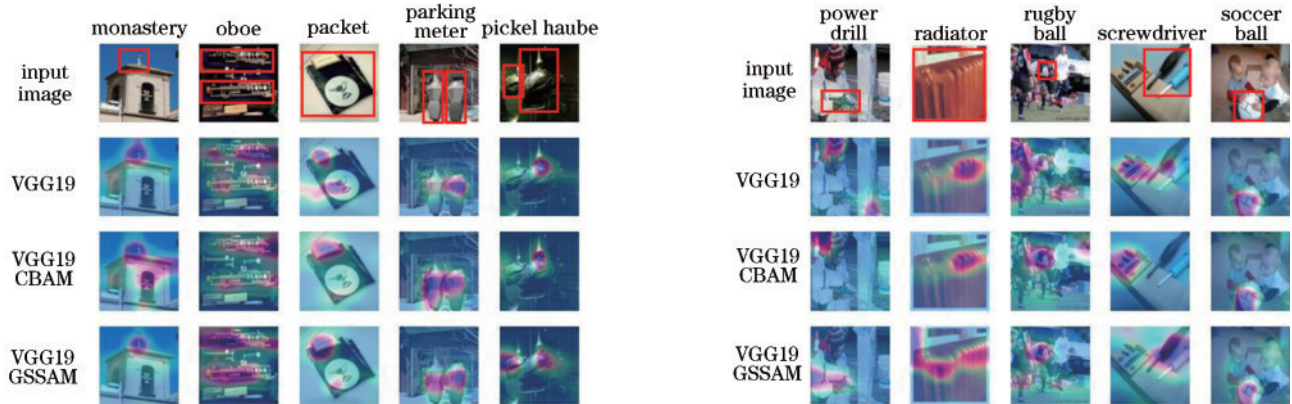 monastery oboe packet parking meter pickel haube
input image
VGG19
VGG19 CBAM
VGG19 GSSAM
power drill radiator rugby ball screwdriver soccer ball
input image
VGG19
VGG19 CBAM
VGG19 GSSAM